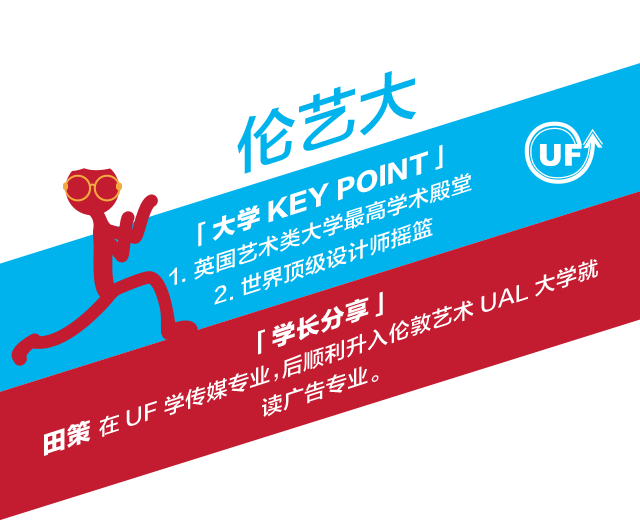 伦艺大
「大学 KEY POINT」
1. 英国艺术类大学最高学术殿堂
2. 世界顶级设计师摇篮
UF
「学长分享」
田策 在 UF 学传媒专业，后顺利升入伦敦艺术 UAL 大学就
读广告专业。